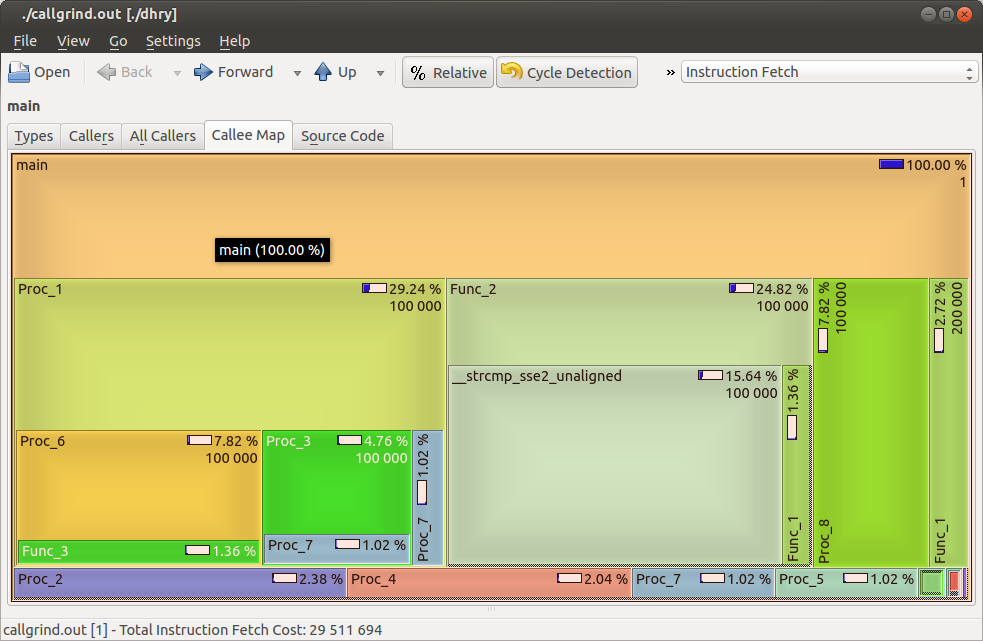 ./callgrind.out [./dhry]
File View Go Settings Help
Open Back Forward Up % Relative Cycle Detection » Instruction Fetch
main
Types Callers All Callers Callee Map Source Code
main 100.00 %
1
main (100.00 %)
Proc_1 29.24 %
100 000
Func_2 24.82 %
100 000
Proc_8 7.82 %
100 000
Func_1 2.72 %
200 000
__strcmp_sse2_unaligned 15.64 %
100 000
Func_1 1.36 %
Proc_6 7.82 %
100 000
Proc_3 4.76 %
100 000
Proc_7 1.02 %
Func_3 1.36 %
Proc_7 1.02 %
Proc_2 2.38 %
Proc_4 2.04 %
Proc_7 1.02 %
Proc_5 1.02 %
callgrind.out [1] - Total Instruction Fetch Cost: 29 511 694